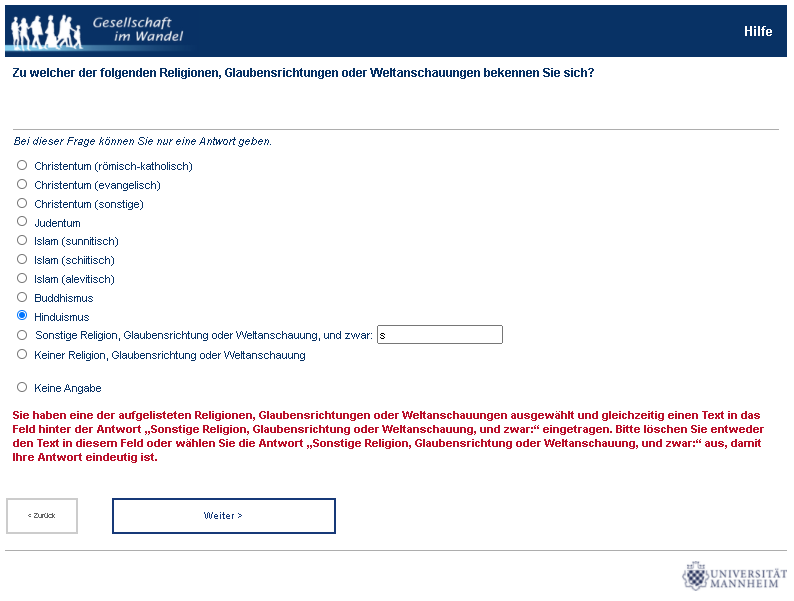 Gesellschaft
im Wandel
Hilfe
Zu welcher der folgenden Religionen, Glaubensrichtungen oder Weltanschauungen bekennen Sie sich?
Bei dieser Frage können Sie nur eine Antwort geben.
Christentum (römisch-katholisch)
Christentum (evangelisch)
Christentum (sonstige)
Judentum
Islam (sunnitisch)
Islam (schiitisch)
Islam (alevitisch)
Buddhismus
Hinduismus
Sonstige Religion, Glaubensrichtung oder Weltanschauung, und zwar: s
Keiner Religion, Glaubensrichtung oder Weltanschauung
Keine Angabe
Sie haben eine der aufgelisteten Religionen, Glaubensrichtungen oder Weltanschauungen ausgewählt und gleichzeitig einen Text in das
Feld hinter der Antwort „Sonstige Religion, Glaubensrichtung oder Weltanschauung, und zwar:“ eingetragen. Bitte löschen Sie entweder
den Text in diesem Feld oder wählen Sie die Antwort „Sonstige Religion, Glaubensrichtung oder Weltanschauung, und zwar:“ aus, damit
Ihre Antwort eindeutig ist.
< Zurück
Weiter >
UNIVERSITÄT
MANNHEIM